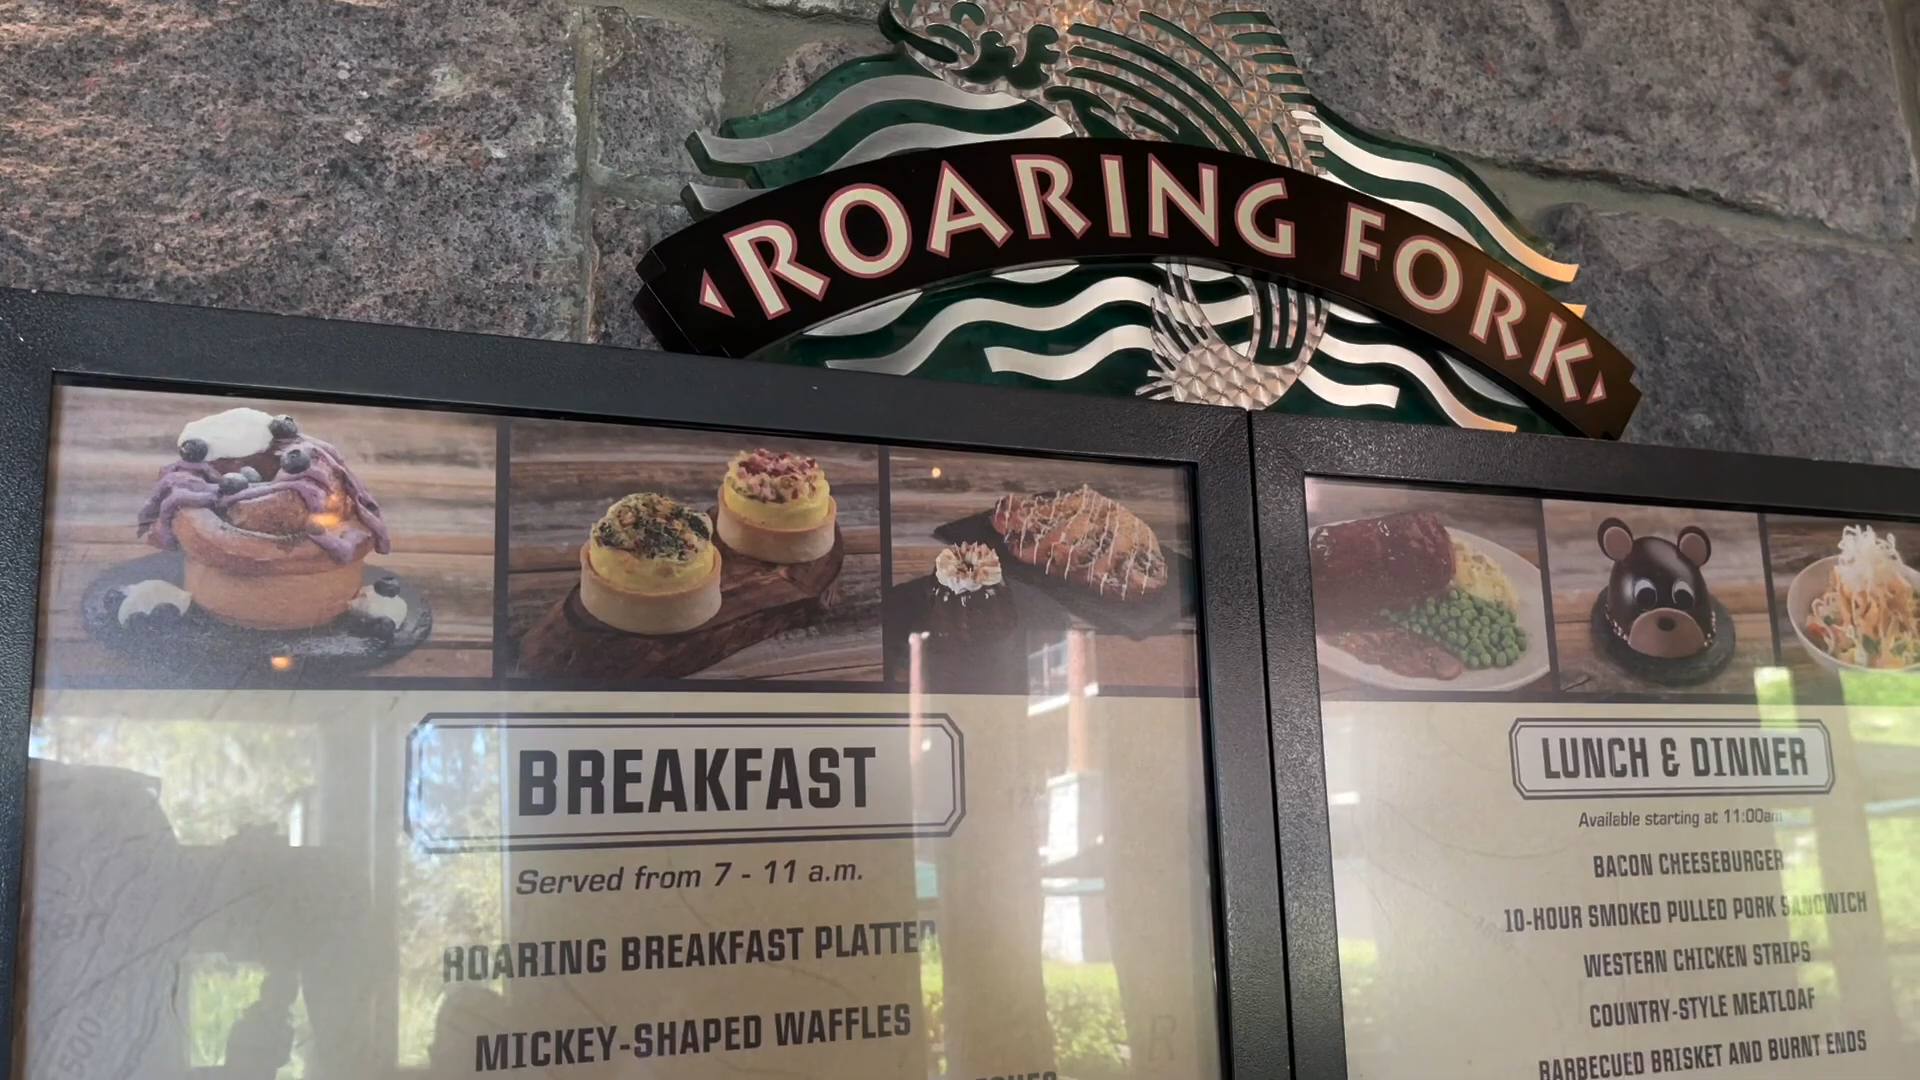 ROARING FORK
BREAKFAST
Served from 7 - 11 a.m.
ROARING BREAKFAST PLATTER
MICKEY-SHAPED WAFFLES
LUNCH & DINNER
Available starting at 11:00am
BACON CHEESEBURGER
10-HOUR SMOKED PULLED PORK SANDWICH
WESTERN CHICKEN STRIPS
COUNTRY-STYLE MEATLOAF
BARBECUED BRISKET AND BURNT ENDS